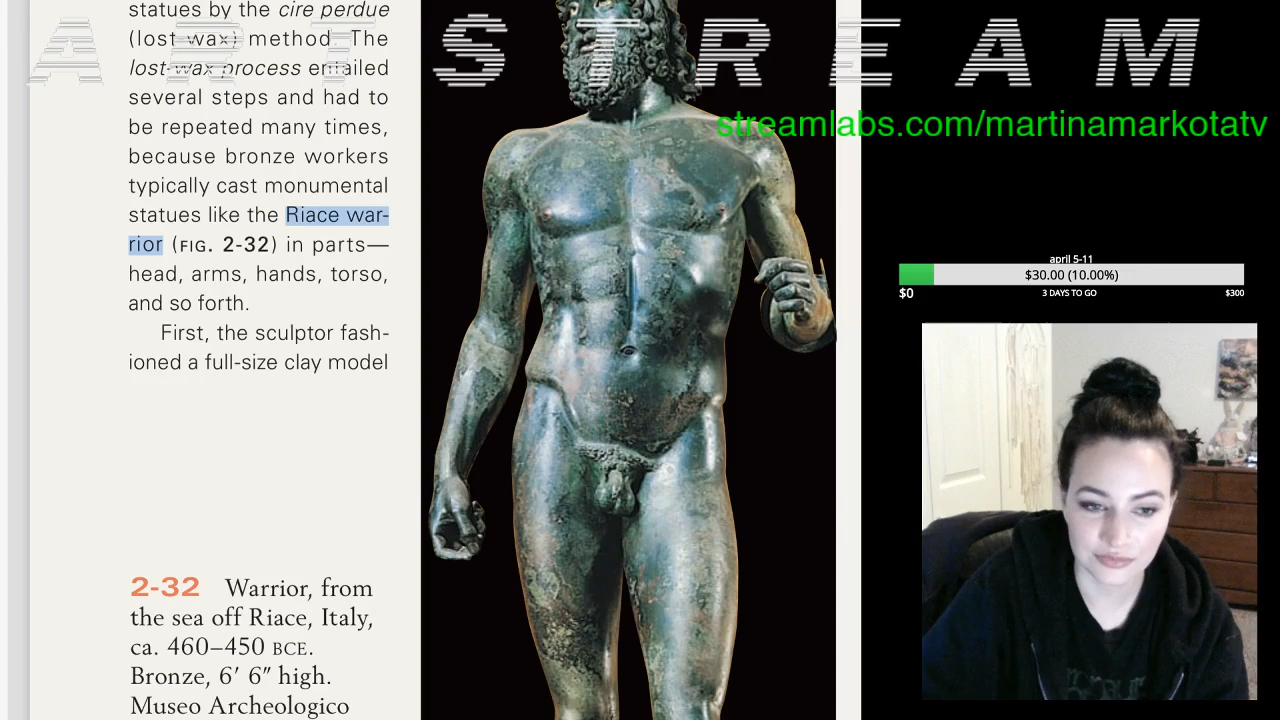 statues by the cire perdue
(lost wax) method. The
lost-wax process entailed
several steps and had to
be repeated many times,
because bronze workers
typically cast monumental
statues like the Riace war-
rior (FIG. 2-32) in parts—
head, arms, hands, torso,
and so forth.
First, the sculptor fash-
ioned a full-size clay model
2-32 Warrior, from
the sea off Riace, Italy,
ca. 460–450 BCE.
Bronze, 6′ 6″ high.
Museo Archeologico
ART STREAM
streamlabs.com/martinamarkotatv
april 5-11
$30.00 (10.00%)
$0 3 DAYS TO GO $300